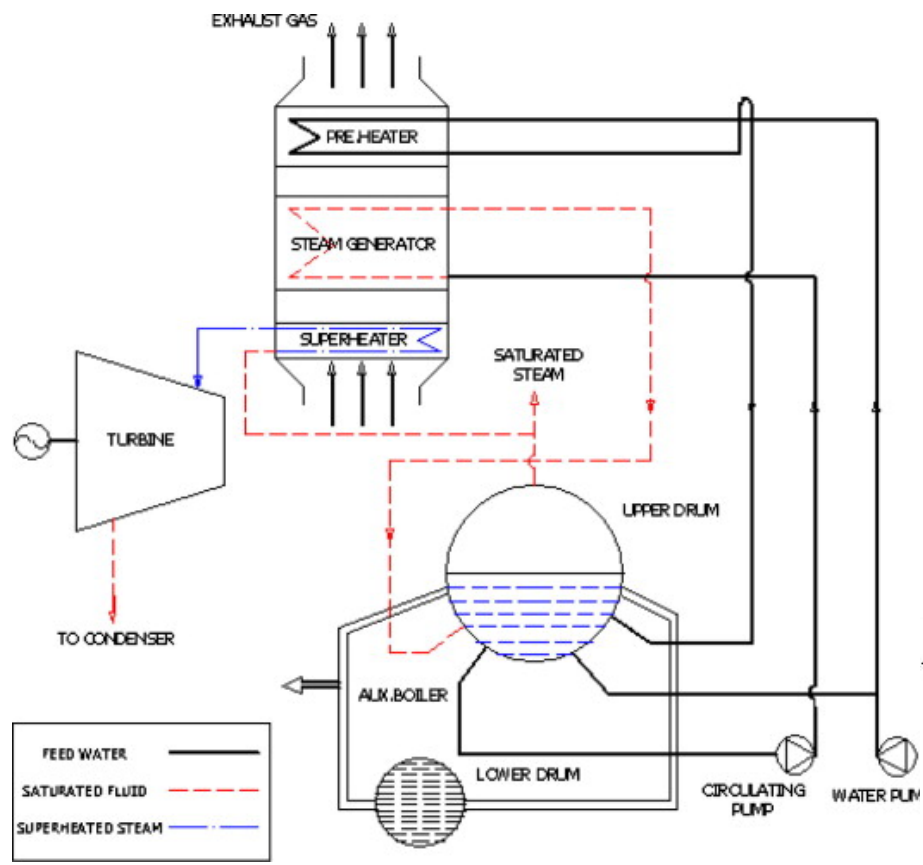 EXHAUST GAS
PRE.HEATER
STEAM GENERATOR
SUPERHEATER
SATURATED
STEAM
TURBINE
UPPER DRUM
TO CONDENSER
AUX.BOILER
LOWER DRUM
CIRCULATING
PUMP
WATER PUM
FEED WATER
SATURATED FLUID
SUPERHEATED STEAM